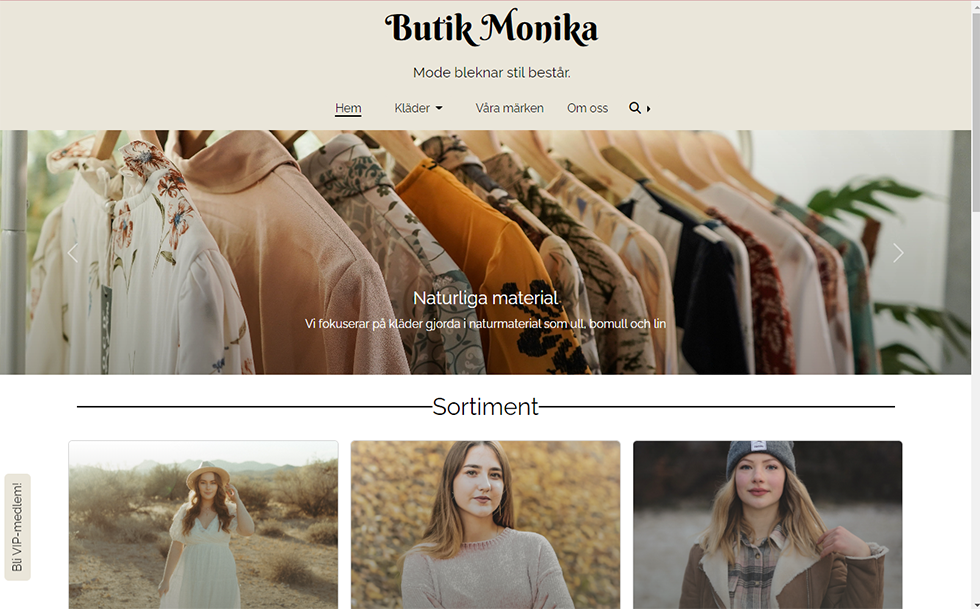 Butik Monika
Mode bleknar stil består.
Hem Kläder Våra märken Om oss
Naturliga material
Vi fokuserar på kläder gjorda i naturmaterial som ull, bomull och lin
Sortiment
Bli VIP-medlem!